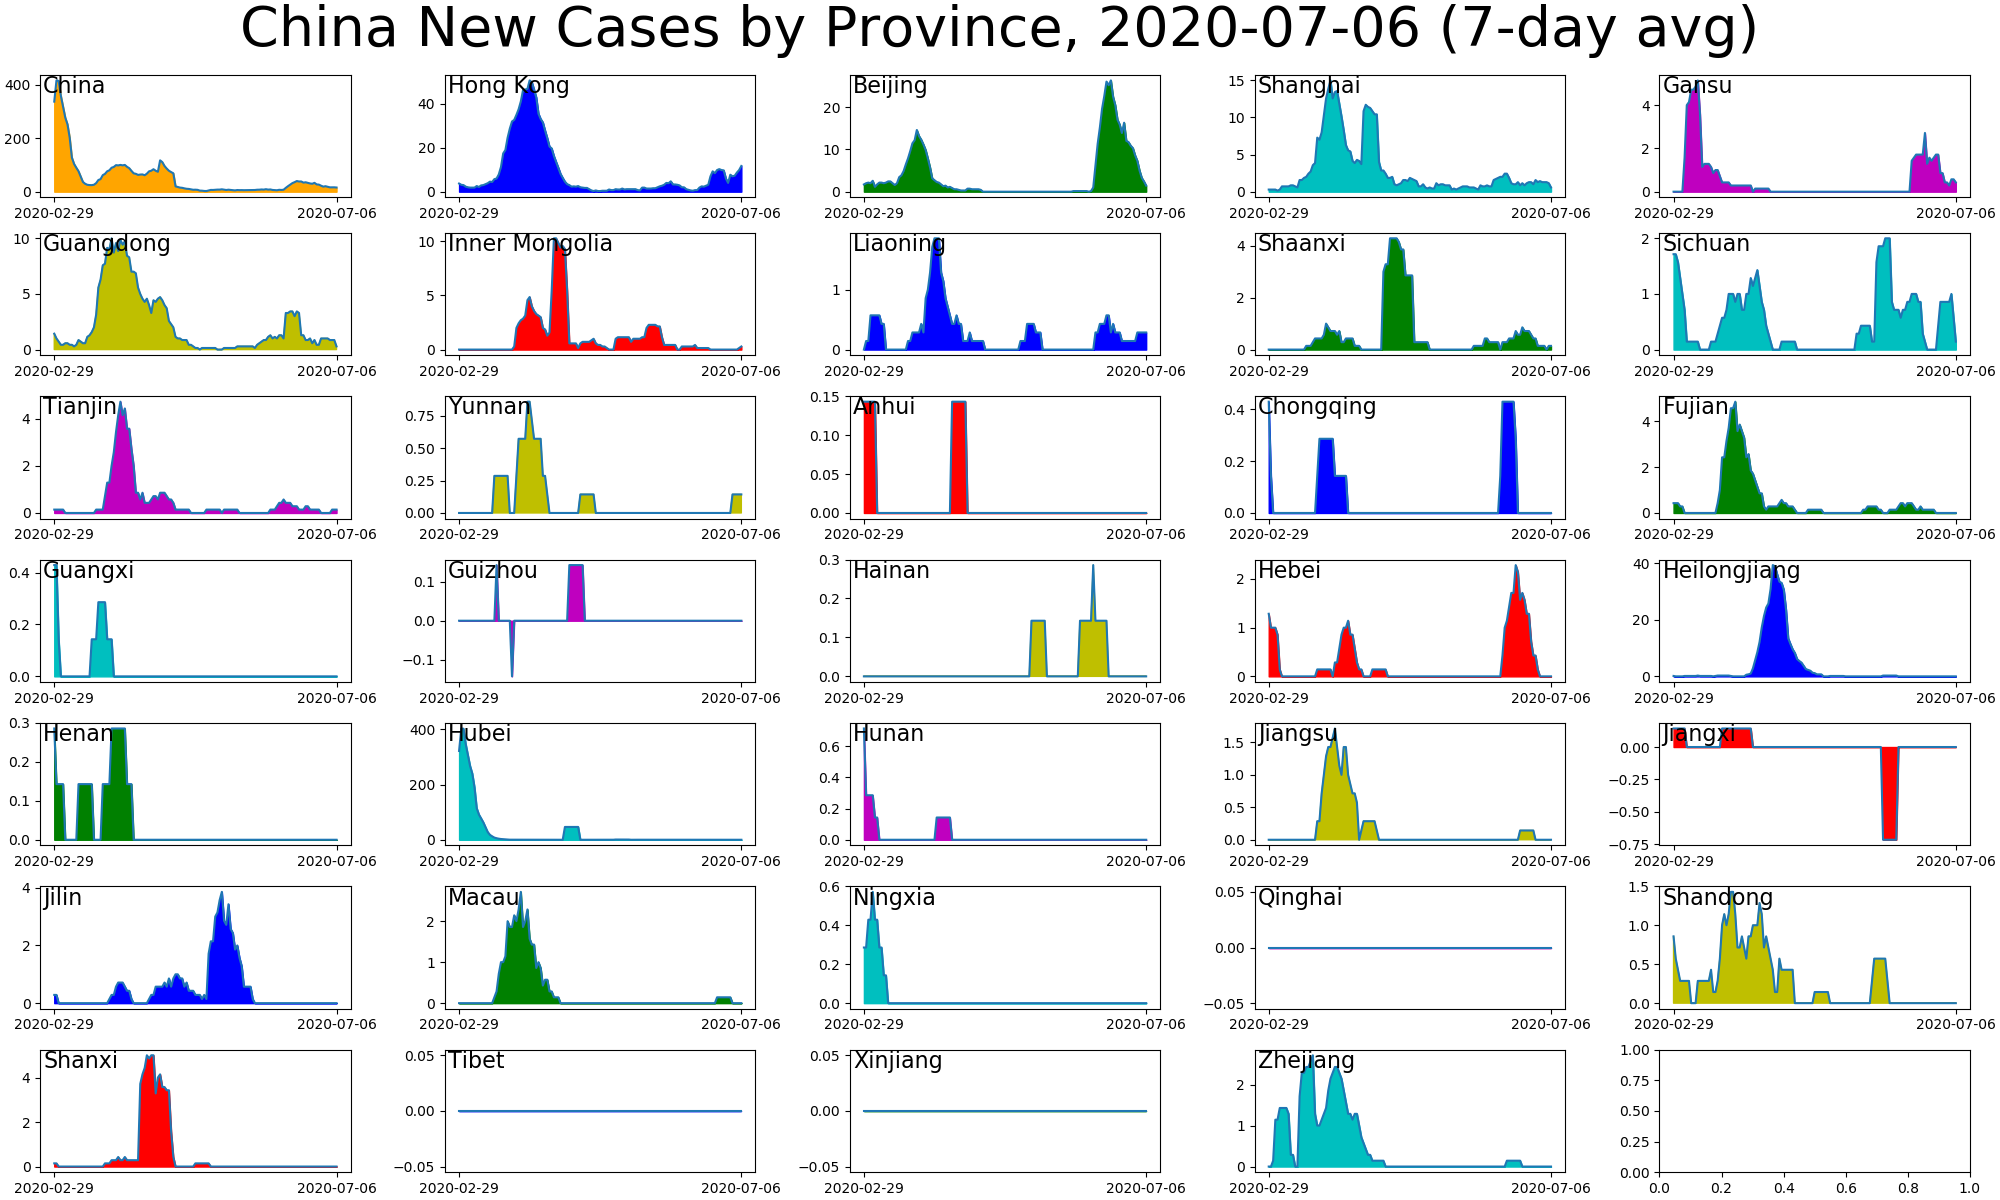 China New Cases by Province, 2020-07-06 (7-day avg)
China Hong Kong Beijing Shanghai Gansu
400 200 0
40 20 0
20 10 0
15 10 5 0
4 2 0
2020-02-29 2020-07-06 2020-02-29 2020-07-06 2020-02-29 2020-07-06 2020-02-29 2020-07-06 2020-02-29 2020-07-06
Guangdong Inner Mongolia Liaoning Shaanxi Sichuan
10 5 0
10 5 0
1 0
4 2 0
2 1 0
2020-02-29 2020-07-06 2020-02-29 2020-07-06 2020-02-29 2020-07-06 2020-02-29 2020-07-06 2020-02-29 2020-07-06
Tianjin Yunnan Anhui Chongqing Fujian
4 2 0
0.75 0.50 0.25 0.00
0.15 0.10 0.05 0.00
0.4 0.2 0.0
4 2 0
2020-02-29 2020-07-06 2020-02-29 2020-07-06 2020-02-29 2020-07-06 2020-02-29 2020-07-06 2020-02-29 2020-07-06
Guangxi Guizhou Hainan Hebei Heilongjiang
0.4 0.2 0.0
0.1 0.0 −0.1
0.3 0.2 0.1 0.0
2 1 0
40 20 0
2020-02-29 2020-07-06 2020-02-29 2020-07-06 2020-02-29 2020-07-06 2020-02-29 2020-07-06 2020-02-29 2020-07-06
Henan Hubei Hunan Jiangsu Jiangxi
0.3 0.2 0.1 0.0
400 200 0
0.6 0.4 0.2 0.0
1.5 1.0 0.5 0.0
0.00 −0.25 −0.50 −0.75
2020-02-29 2020-07-06 2020-02-29 2020-07-06 2020-02-29 2020-07-06 2020-02-29 2020-07-06 2020-02-29 2020-07-06
Jilin Macau Ningxia Qinghai Shandong
4 2 0
2 1 0
0.6 0.4 0.2 0.0
0.05 0.00 −0.05
1.5 1.0 0.5 0.0
2020-02-29 2020-07-06 2020-02-29 2020-07-06 2020-02-29 2020-07-06 2020-02-29 2020-07-06 2020-02-29 2020-07-06
Shanxi Tibet Xinjiang Zhejiang
4 2 0
0.05 0.00 −0.05
0.05 0.00 −0.05
2 1 0
1.00 0.75 0.50 0.25 0.00
2020-02-29 2020-07-06 2020-02-29 2020-07-06 2020-02-29 2020-07-06 2020-02-29 2020-07-06 0.0 0.2 0.4 0.6 0.8 1.0